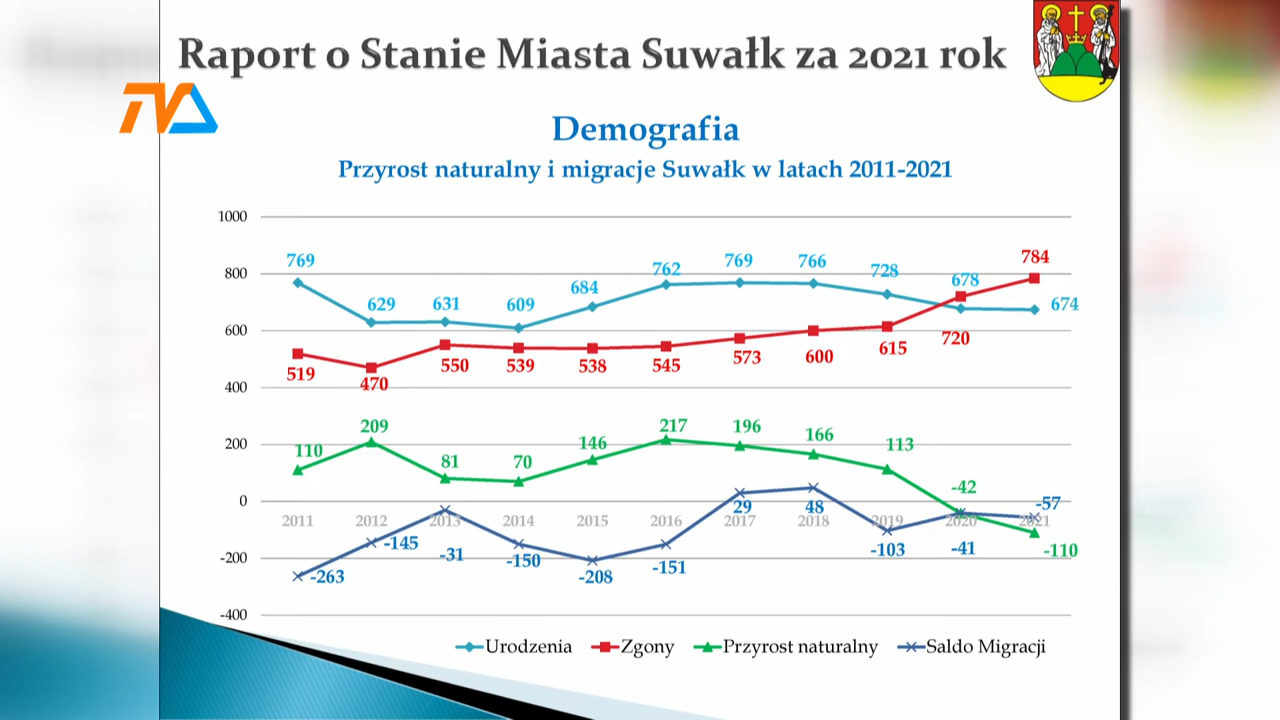 Raport o Stanie Miasta Suwałk za 2021 rok
TVA
Demografia
Przyrost naturalny i migracje Suwałk w latach 2011-2021
1000
800
600
400
200
0
-200
-400
769 629 631 609 684 762 769 766 728 678 674
519 470 550 539 538 545 573 600 615 720 784
110 209 81 70 146 217 196 166 113 -42 -110
-263 -145 -31 -150 -208 -151 29 48 -103 -41 -57
2011 2012 2013 2014 2015 2016 2017 2018 2019 2020 2021
Urodzenia Zgony Przyrost naturalny Saldo Migracji